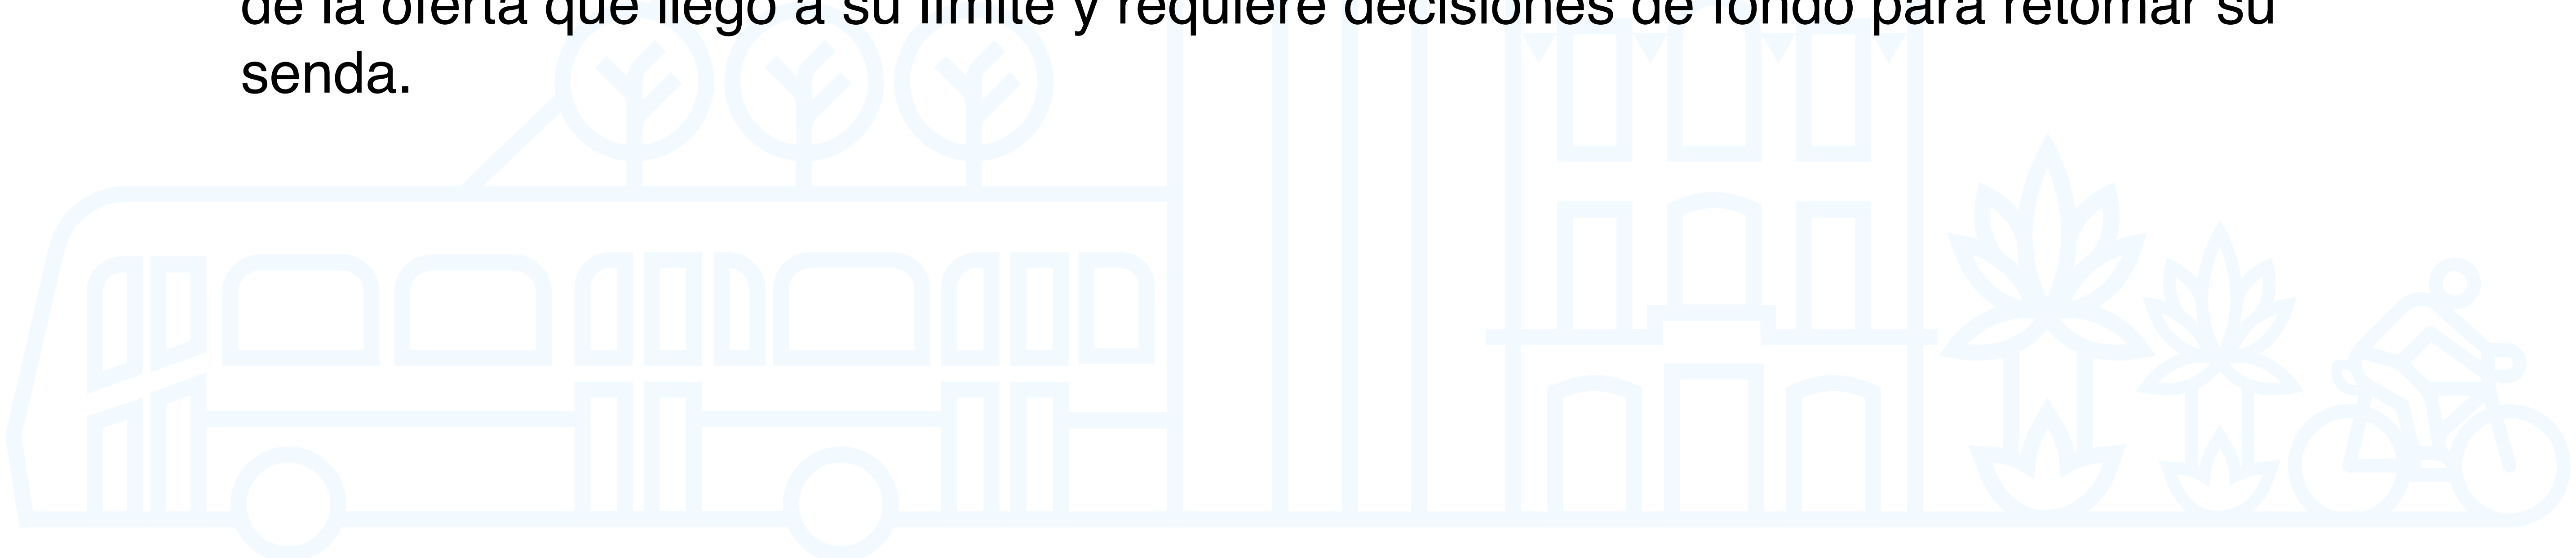 de la oferta que llegó a su límite y requiere decisiones de fondo para retomar su
senda.